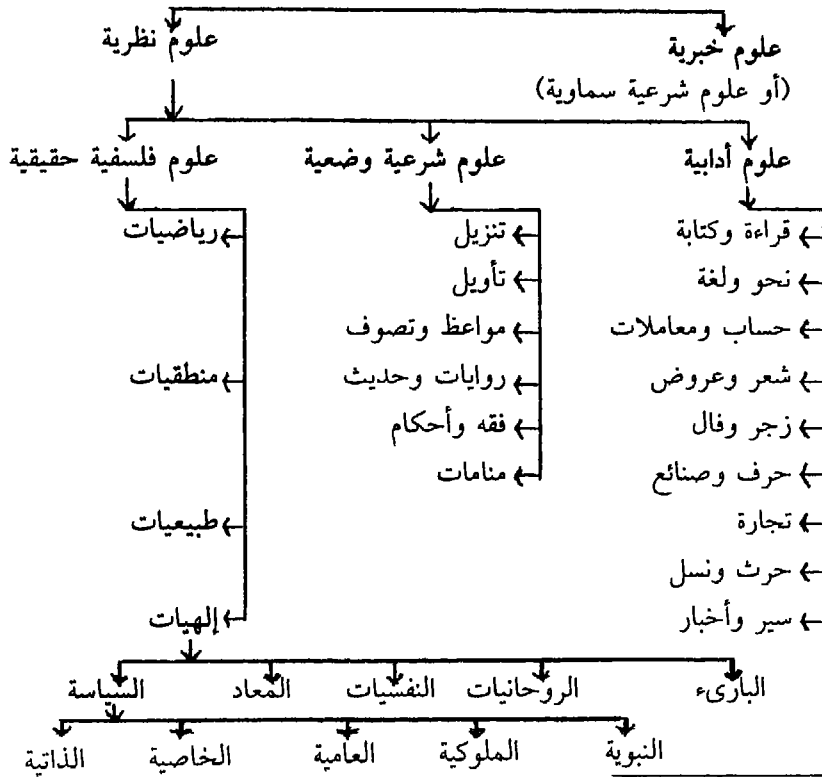 علوم خبرية علوم نظرية
(أو علوم شرعية سماوية)
علوم أدابية علوم شرعية وضعية علوم فلسفية حقيقية
قراءة وكتابة تنزيل رياضيات
نحو ولغة تأويل
حساب ومعاملات مواعظ وتصوف
شعر وعروض روايات وحديث منطقيات
زجر وفال فقه وأحكام
حرف وصنائع منامات
تجارة طبيعيات
حرث ونسل
سير وأخبار إلهيات
البارىء الروحانيات النفسيات المعاد السياسة
النبوية الملوكية العامية الخاصية الذاتية